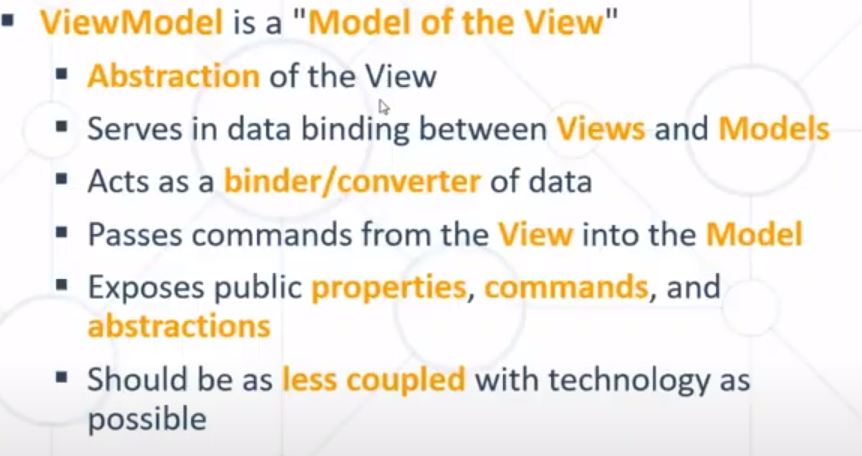 ▪ ViewModel is a "Model of the View"
▪ Abstraction of the View
▪ Serves in data binding between Views and Models
▪ Acts as a binder/converter of data
▪ Passes commands from the View into the Model
▪ Exposes public properties, commands, and
abstractions
▪ Should be as less coupled with technology as
possible